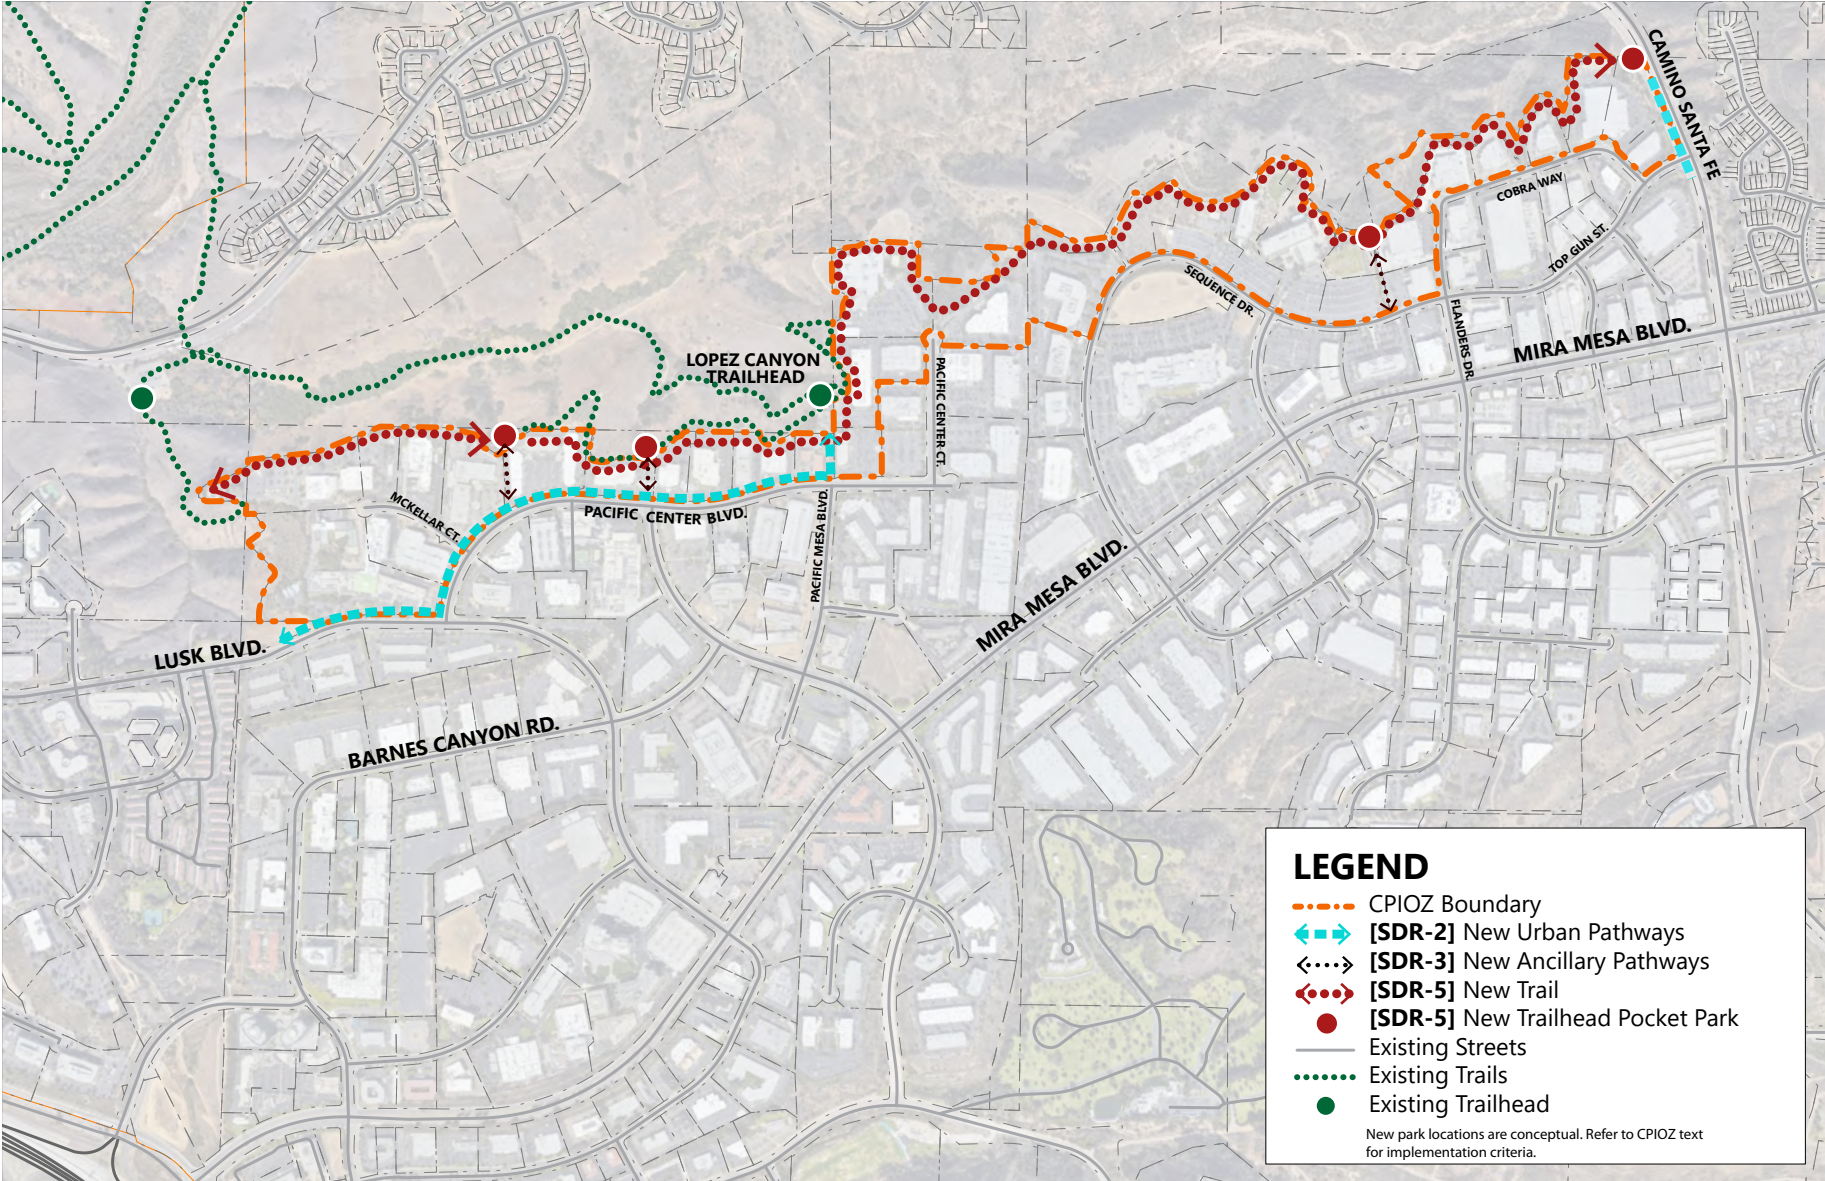 CAMINO SANTA FE
COBRA WAY
TOP GUN ST.
SEQUENCE DR.
FLANDERS DR.
MIRA MESA BLVD.
LOPEZ CANYON
TRAILHEAD
PACIFIC CENTER CT.
MCKELLAR CT.
PACIFIC CENTER BLVD.
PACIFIC MESA BLVD.
MIRA MESA BLVD.
LUSK BLVD.
BARNES CANYON RD.
LEGEND
CPIOZ Boundary
[SDR-2] New Urban Pathways
[SDR-3] New Ancillary Pathways
[SDR-5] New Trail
[SDR-5] New Trailhead Pocket Park
Existing Streets
Existing Trails
Existing Trailhead
New park locations are conceptual. Refer to CPIOZ text
for implementation criteria.